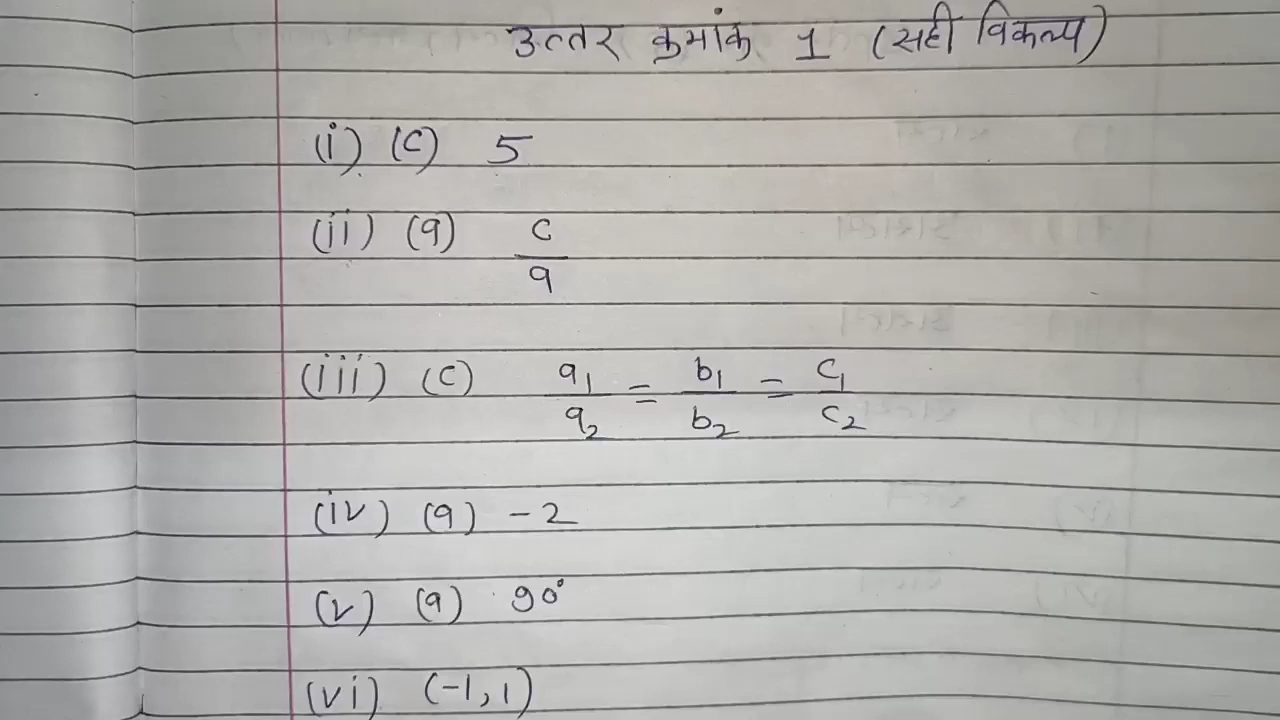 उत्तर क्रमांक 1 (सही विकल्प)
(i) (c) 5
(ii) (a) c/a
(iii) (c) a₁/a₂ = b₁/b₂ = c₁/c₂
(iv) (a) -2
(v) (a) 90°
(vi) (-1, 1)